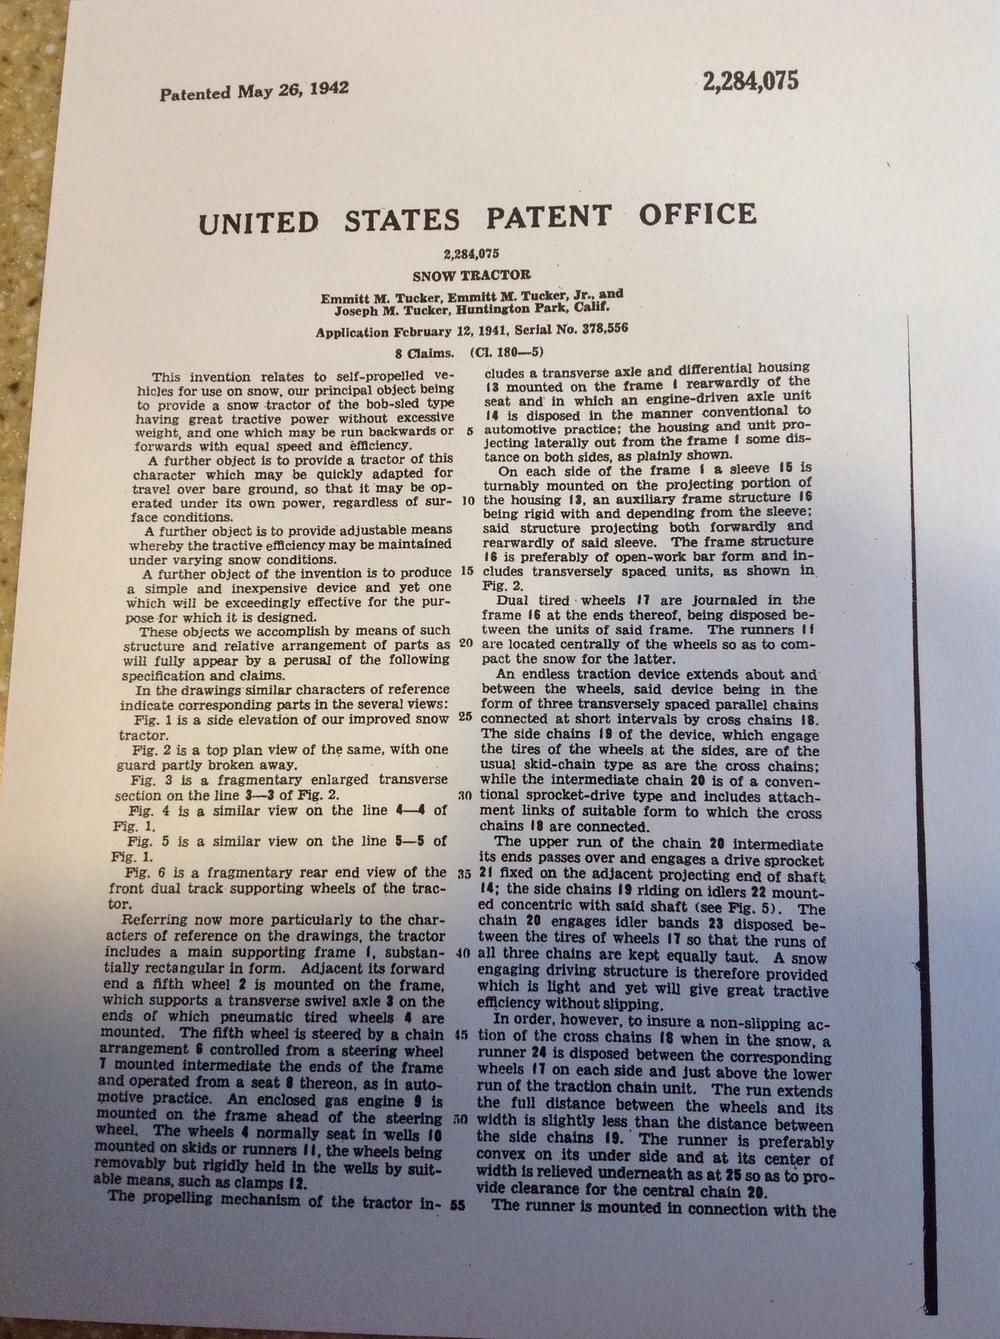 Patented May 26, 1942
2,284,075
UNITED STATES PATENT OFFICE
2,284,075
SNOW TRACTOR
Emmitt M. Tucker, Emmitt M. Tucker, Jr., and
Joseph M. Tucker, Huntington Park, Calif.
Application February 12, 1941, Serial No. 378,556
8 Claims. (Cl. 180—5)
This invention relates to self-propelled ve-
hicles for use on snow, our principal object being
to provide a snow tractor of the bob-sled type
having great tractive power without excessive
weight, and one which may be run backwards or
forwards with equal speed and efficiency.
A further object is to provide a tractor of this
character which may be quickly adapted for
travel over bare ground, so that it may be op-
erated under its own power, regardless of sur-
face conditions.
A further object is to provide adjustable means
whereby the tractive efficiency may be maintained
under varying snow conditions.
A further object of the invention is to produce
a simple and inexpensive device and yet one
which will be exceedingly effective for the pur-
pose for which it is designed.
These objects we accomplish by means of such
structure and relative arrangement of parts as
will fully appear by a perusal of the following
specification and claims.
In the drawings similar characters of reference
indicate corresponding parts in the several views:
Fig. 1 is a side elevation of our improved snow
tractor.
Fig. 2 is a top plan view of the same, with one
guard partly broken away.
Fig. 3 is a fragmentary enlarged transverse
section on the line 3—3 of Fig. 2.
Fig. 4 is a similar view on the line 4—4 of
Fig. 1.
Fig. 5 is a similar view on the line 5—5 of
Fig. 1.
Fig. 6 is a fragmentary rear end view of the
front dual track supporting wheels of the trac-
tor.
Referring now more particularly to the char-
acters of reference on the drawings, the tractor
includes a main supporting frame 1, substan-
tially rectangular in form. Adjacent its forward
end a fifth wheel 2 is mounted on the frame,
which supports a transverse swivel axle 3 on the
ends of which pneumatic tired wheels 4 are
mounted. The fifth wheel is steered by a chain
arrangement 6 controlled from a steering wheel
7 mounted intermediate the ends of the frame
and operated from a seat 8 thereon, as in auto-
motive practice. An enclosed gas engine 9 is
mounted on the frame ahead of the steering
wheel. The wheels 4 normally seat in wells 10
mounted on skids or runners 11, the wheels being
removably but rigidly held in the wells by suit-
able means, such as clamps 12.
The propelling mechanism of the tractor in-
5
10
15
20
25
30
35
40
45
50
55
cludes a transverse axle and differential housing
13 mounted on the frame 1 rearwardly of the
seat and in which an engine-driven axle unit
14 is disposed in the manner conventional to
automotive practice; the housing and unit pro-
jecting laterally out from the frame 1 some dis-
tance on both sides, as plainly shown.
On each side of the frame 1 a sleeve 15 is
turnably mounted on the projecting portion of
the housing 13, an auxiliary frame structure 16
being rigid with and depending from the sleeve;
said structure projecting both forwardly and
rearwardly of said sleeve. The frame structure
16 is preferably of open-work bar form and in-
cludes transversely spaced units, as shown in
Fig. 2.
Dual tired wheels 17 are journaled in the
frame 16 at the ends thereof, being disposed be-
tween the units of said frame. The runners 11
are located centrally of the wheels so as to com-
pact the snow for the latter.
An endless traction device extends about and
between the wheels, said device being in the
form of three transversely spaced parallel chains
connected at short intervals by cross chains 18.
The side chains 19 of the device, which engage
the tires of the wheels at the sides, are of the
usual skid-chain type as are the cross chains;
while the intermediate chain 20 is of a conven-
tional sprocket-drive type and includes attach-
ment links of suitable form to which the cross
chains 18 are connected.
The upper run of the chain 20 intermediate
its ends passes over and engages a drive sprocket
21 fixed on the adjacent projecting end of shaft
14; the side chains 19 riding on idlers 22 mount-
ed concentric with said shaft (see Fig. 5). The
chain 20 engages idler bands 23 disposed be-
tween the tires of wheels 17 so that the runs of
all three chains are kept equally taut. A snow
engaging driving structure is therefore provided
which is light and yet will give great tractive
efficiency without slipping.
In order, however, to insure a non-slipping ac-
tion of the cross chains 18 when in the snow, a
runner 24 is disposed between the corresponding
wheels 17 on each side and just above the lower
run of the traction chain unit. The run extends
the full distance between the wheels and its
width is slightly less than the distance between
the side chains 19. The runner is preferably
convex on its under side and at its center of
width is relieved underneath as at 25 so as to pro-
vide clearance for the central chain 20.
The runner is mounted in connection with the